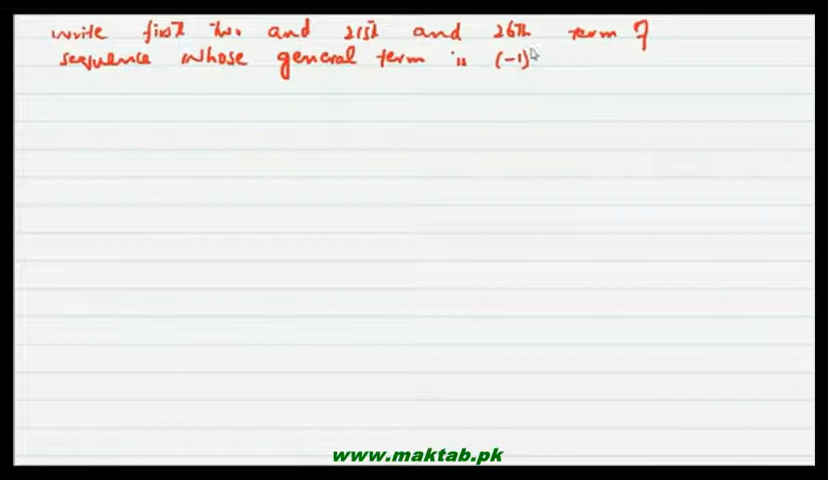 write first two and 21st and 26th term of
sequence whose general term is (-1)
www.maktab.pk